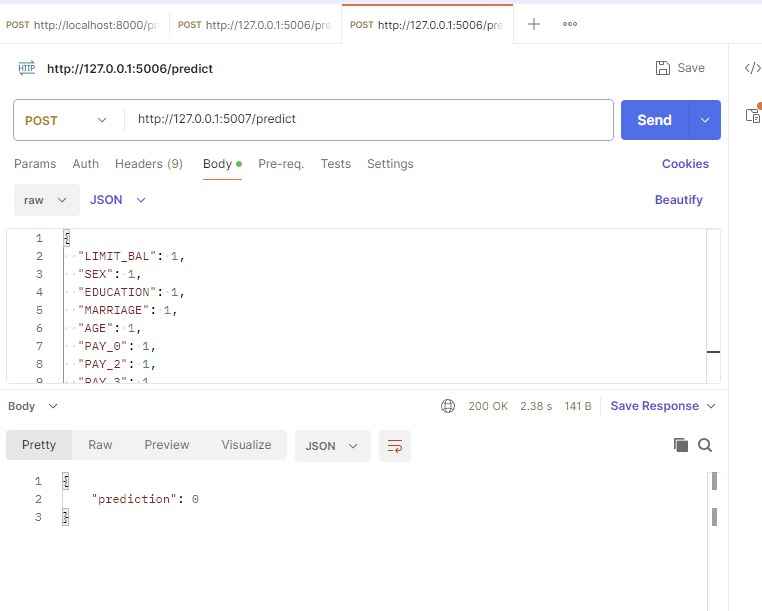 POST http://localhost:8000/pr POST http://127.0.0.1:5006/pre POST http://127.0.0.1:5006/pre
HTTP http://127.0.0.1:5006/predict Save
POST http://127.0.0.1:5007/predict Send
Params Auth Headers (9) Body Pre-req. Tests Settings Cookies
raw JSON Beautify
1 {
2 "LIMIT_BAL": 1,
3 "SEX": 1,
4 "EDUCATION": 1,
5 "MARRIAGE": 1,
6 "AGE": 1,
7 "PAY_0": 1,
8 "PAY_2": 1,
9 "PAY_3": 1
Body 200 OK 2.38 s 141 B Save Response
Pretty Raw Preview Visualize JSON
1 {
2 "prediction": 0
3 }